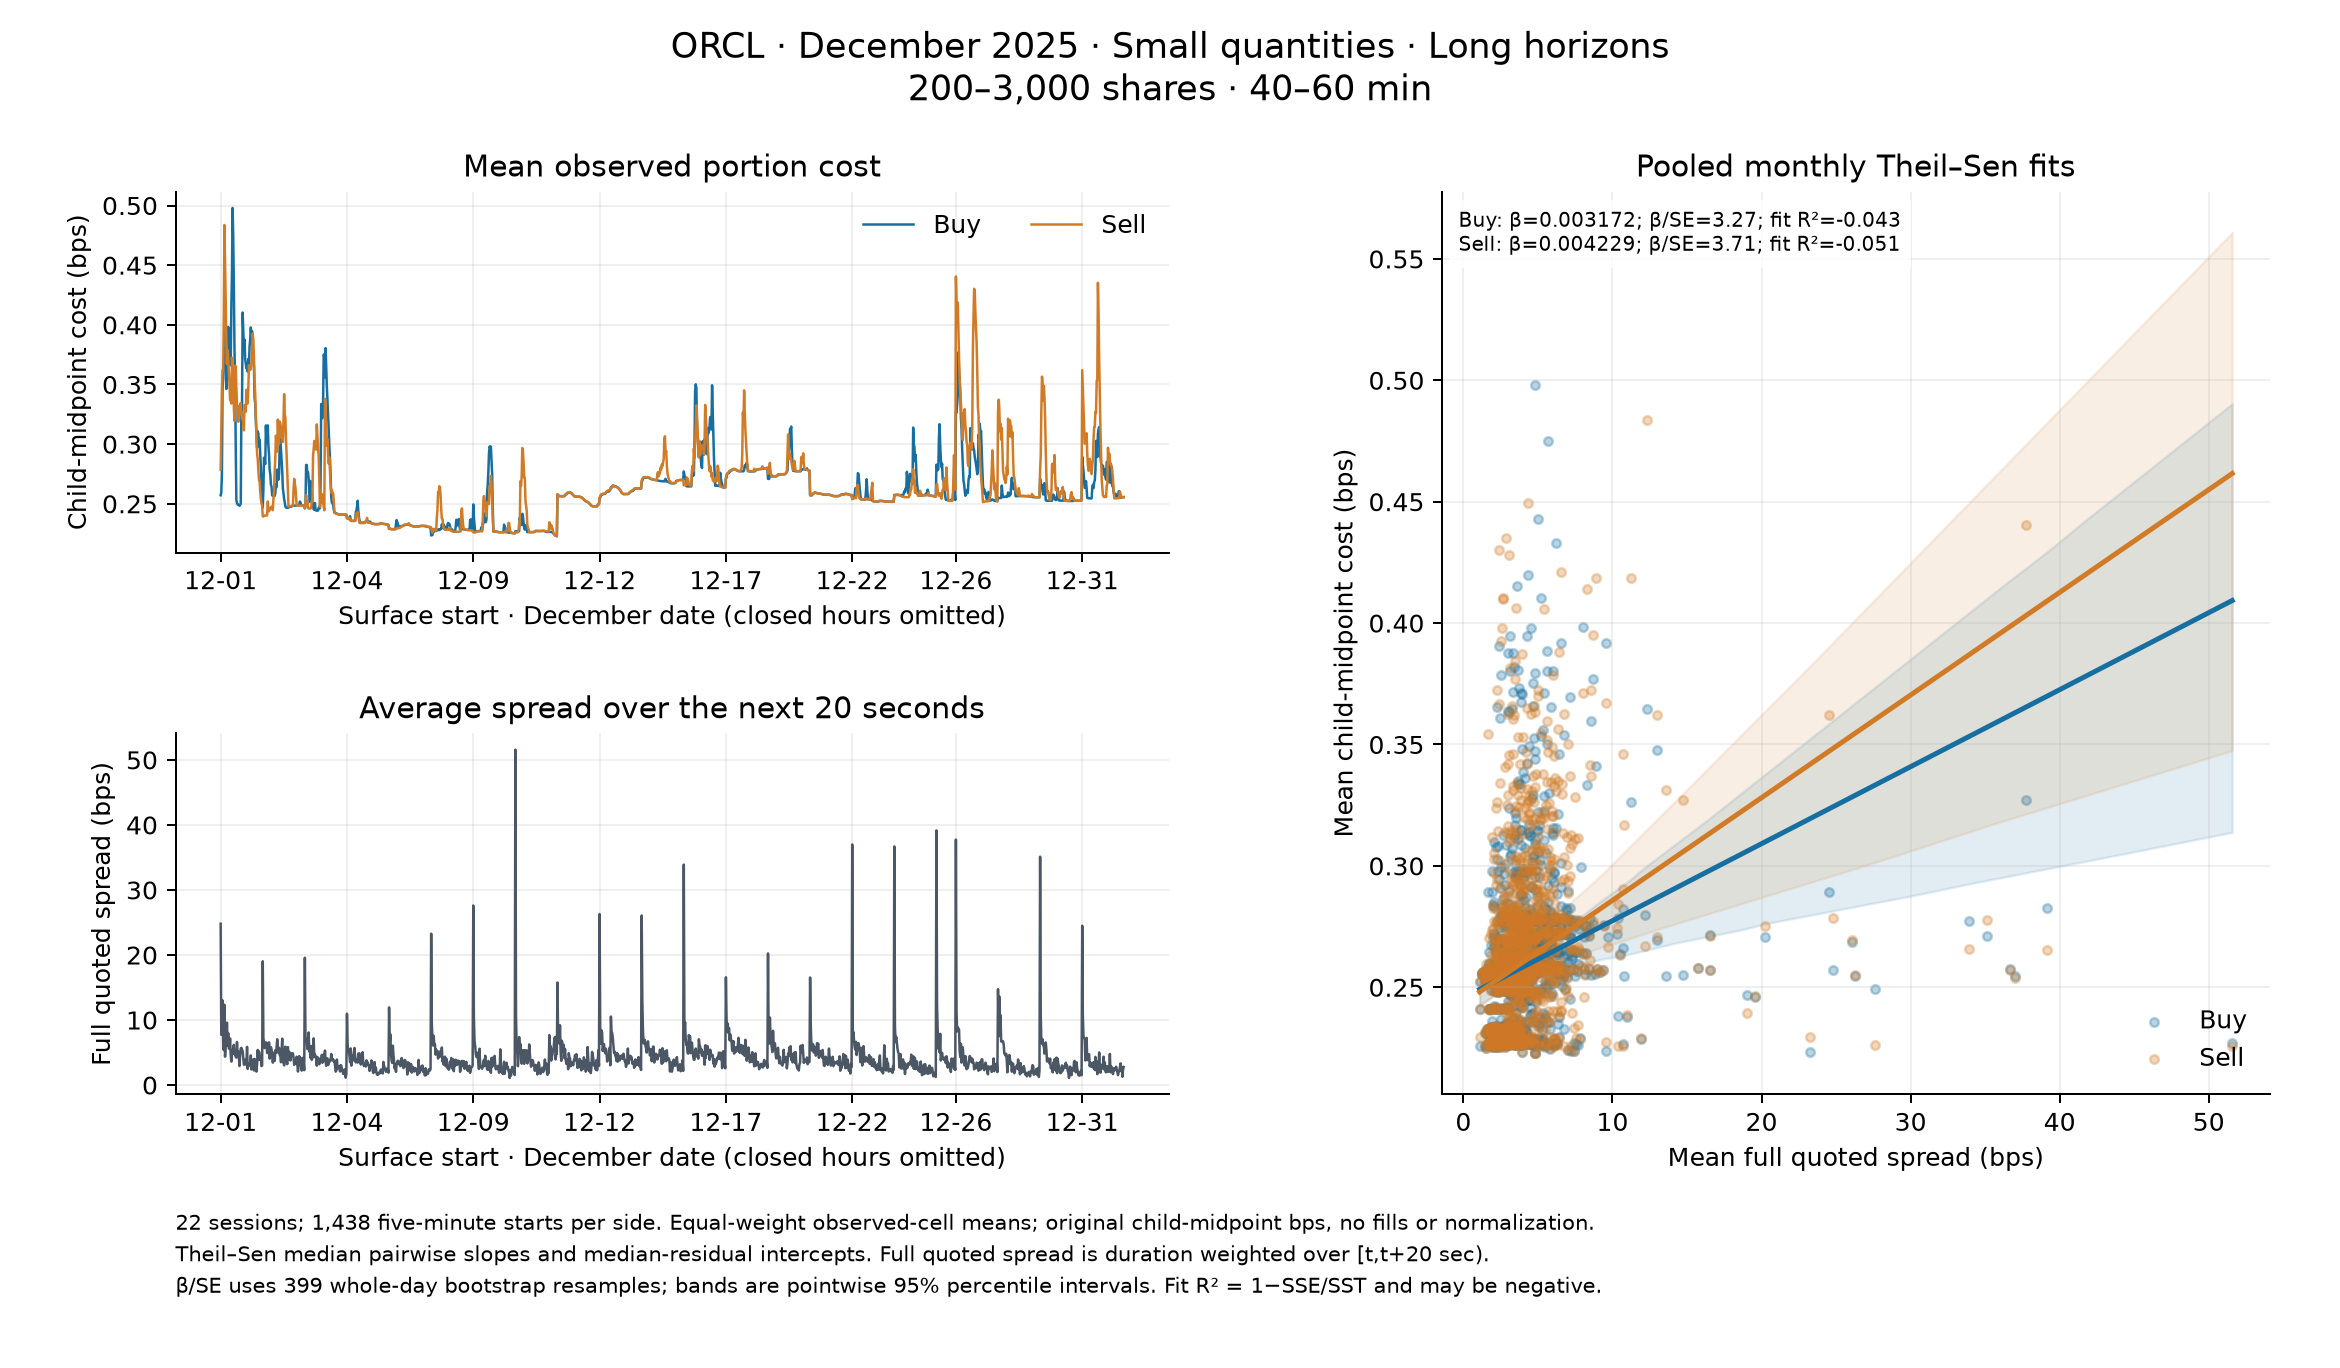 ORCL · December 2025 · Small quantities · Long horizons
200–3,000 shares · 40–60 min
Mean observed portion cost
Child-midpoint cost (bps)
0.50
0.45
0.40
0.35
0.30
0.25
Buy
Sell
12-01
12-04
12-09
12-12
12-17
12-22
12-26
12-31
Surface start · December date (closed hours omitted)
Average spread over the next 20 seconds
Full quoted spread (bps)
50
40
30
20
10
0
12-01
12-04
12-09
12-12
12-17
12-22
12-26
12-31
Surface start · December date (closed hours omitted)
Pooled monthly Theil–Sen fits
Buy: β=0.003172; β/SE=3.27; fit R²=-0.043
Sell: β=0.004229; β/SE=3.71; fit R²=-0.051
Mean child-midpoint cost (bps)
0.55
0.50
0.45
0.40
0.35
0.30
0.25
Buy
Sell
0
10
20
30
40
50
Mean full quoted spread (bps)
22 sessions; 1,438 five-minute starts per side. Equal-weight observed-cell means; original child-midpoint bps, no fills or normalization.
Theil–Sen median pairwise slopes and median-residual intercepts. Full quoted spread is duration weighted over [t,t+20 sec).
β/SE uses 399 whole-day bootstrap resamples; bands are pointwise 95% percentile intervals. Fit R² = 1−SSE/SST and may be negative.